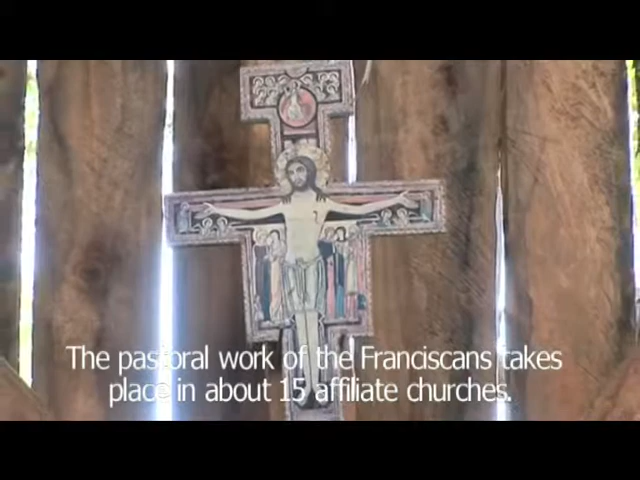 The pastoral work of the Franciscans takes
place in about 15 affiliate churches.